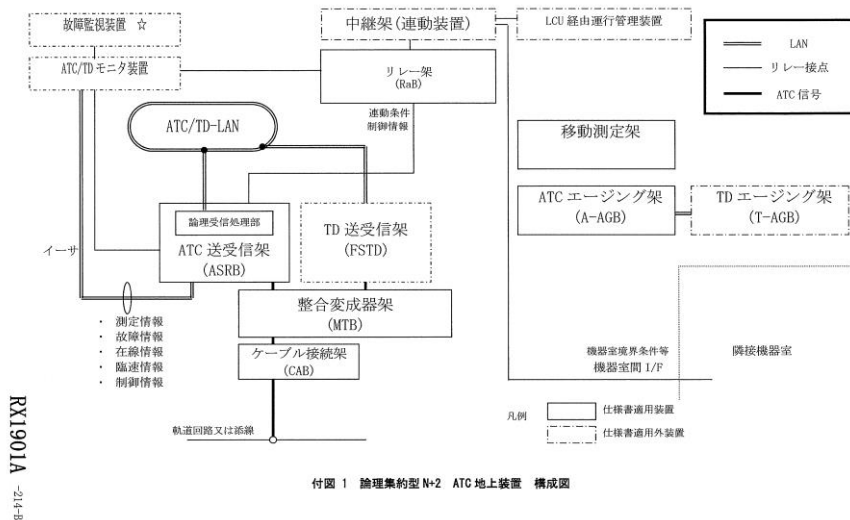 故障監視装置 ☆
ATC/TD モニタ装置
中継架(連動装置)
LCU 経由運行管理装置
リレー架
(RaB)
連動条件
制御情報
LAN
リレー接点
ATC 信号
ATC/TD-LAN
移動測定架
論理受信処理部
ATC 送受信架
(ASRB)
TD 送受信架
(FSTD)
ATC エージング架
(A-AGB)
TD エージング架
(T-AGB)
イーサ
整合変成器架
(MTB)
・ 測定情報
・ 故障情報
・ 在線情報
・ 臨速情報
・ 制御情報
ケーブル接続架
(CAB)
機器室境界条件等
機器室間 I/F
隣接機器室
凡例
仕様書適用装置
仕様書適用外装置
軌道回路又は添線
付図 1 論理集約型 N+2 ATC 地上装置 構成図
RX1901A -214-B